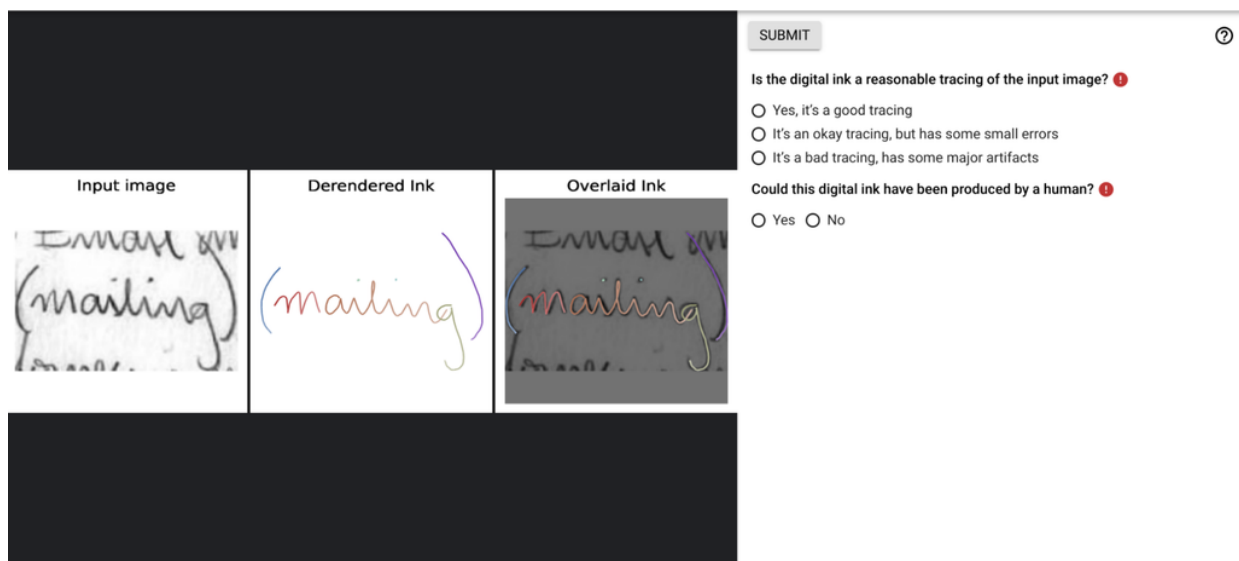 SUBMIT
Is the digital ink a reasonable tracing of the input image?
Yes, it's a good tracing
It's an okay tracing, but has some small errors
It's a bad tracing, has some major artifacts
Could this digital ink have been produced by a human?
Yes No
Input image
Email
(mailing)
Derendered Ink
(mailing)
Overlaid Ink
Email
(mailing)